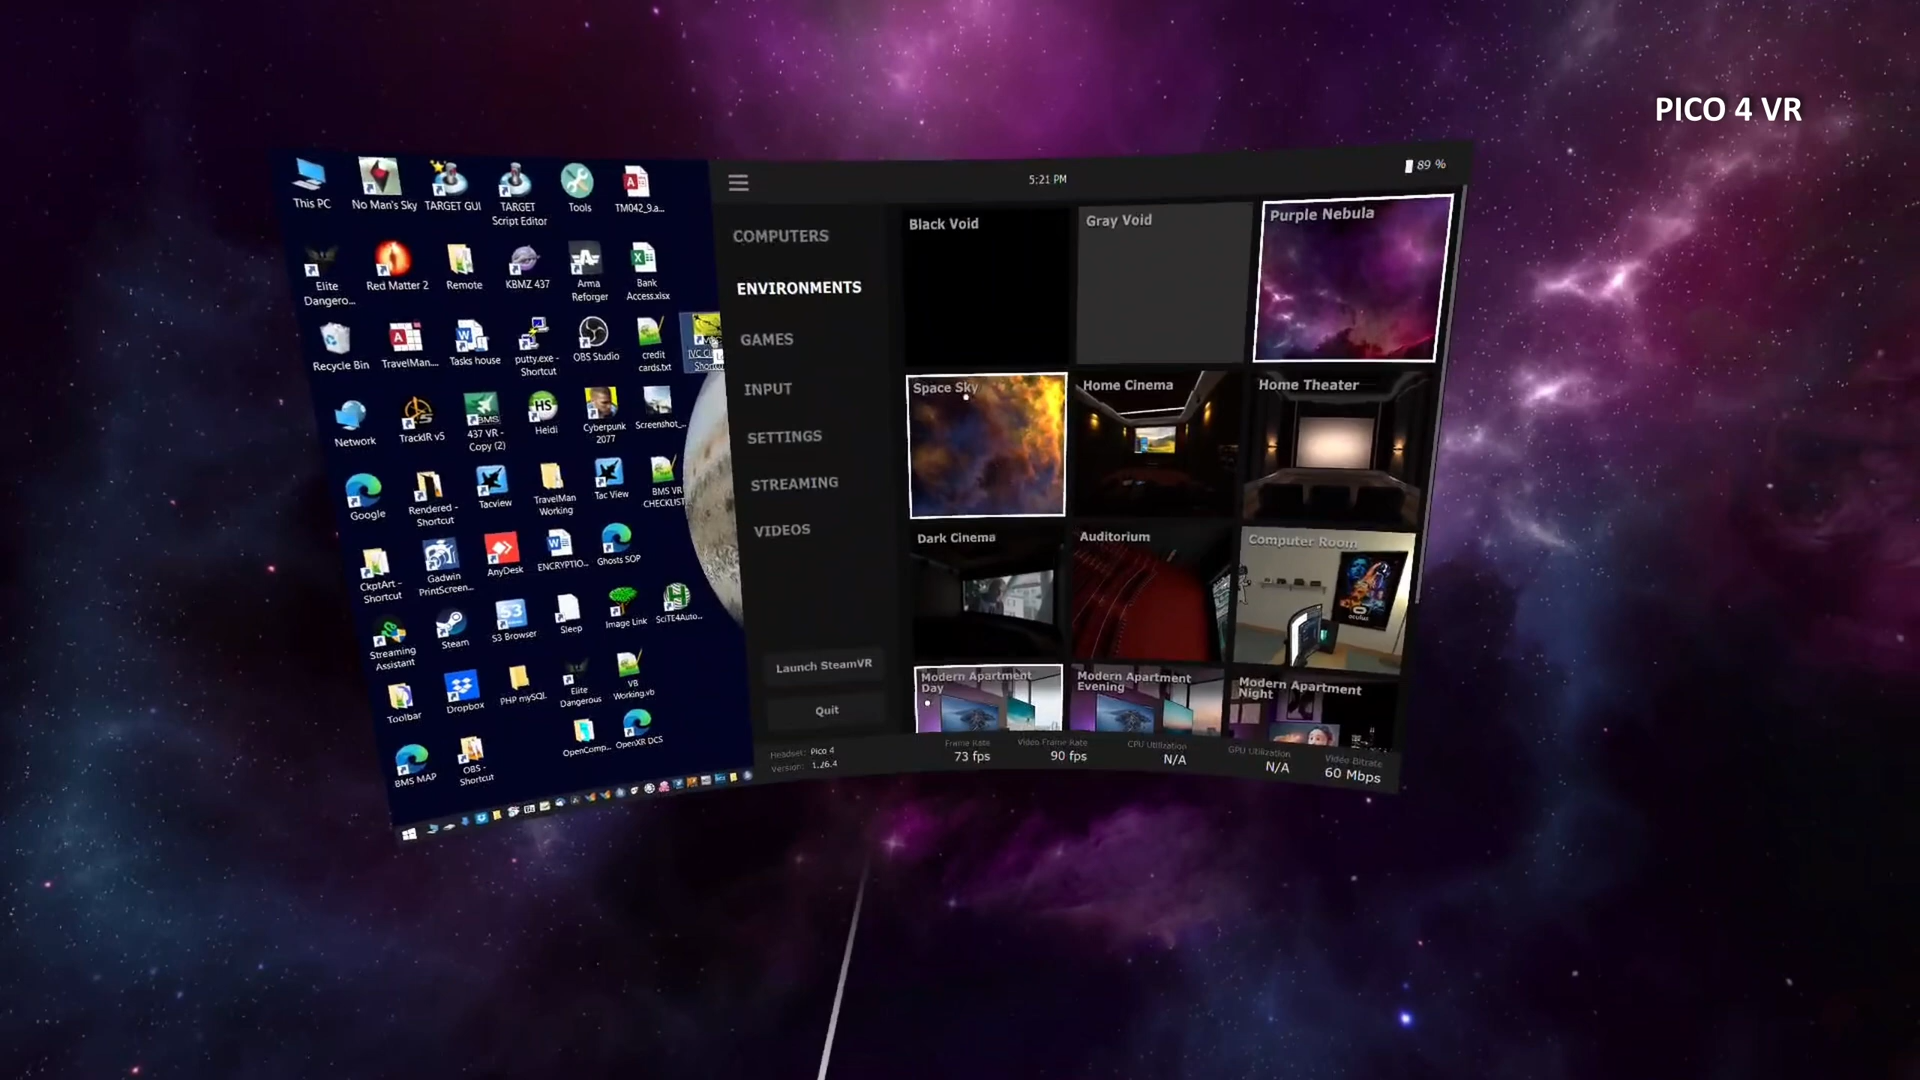 PICO 4 VR
This PC
No Man's Sky
TARGET GUI
TARGET
Script Editor
Tools
TM042_9.a...
Elite
Dangero...
Red Matter 2
Remote
KBMZ 437
Arma
Reforger
Bank
Access.xlsx
Recycle Bin
TravelMan...
Tasks house
putty.exe -
Shortcut
OBS Studio
credit
cards.txt
Network
TrackIR v5
437 VR -
Copy (2)
Heidi
Cyberpunk
2077
Screenshot_...
Google
Rendered -
Shortcut
Tacview
TravelMan
Working
Tac View
BMS VR
CHECKLIST
CkptArt -
Shortcut
Gadwin
PrintScreen...
AnyDesk
ENCRYPTIO...
Ghosts SOP
Streaming
Assistant
Steam
S3 Browser
Sleep
Image Link
SciTE4Auto...
Toolbar
Dropbox
PHP mySQL
Elite
Dangerous
VB
Working.vb
BMS MAP
OBS -
Shortcut
OpenComp...
OpenXR DCS
5:21 PM
89 %
COMPUTERS
ENVIRONMENTS
GAMES
INPUT
SETTINGS
STREAMING
VIDEOS
Launch SteamVR
Quit
Black Void
Gray Void
Purple Nebula
Space Sky
Home Cinema
Home Theater
Dark Cinema
Auditorium
Computer Room
Modern Apartment
Day
Modern Apartment
Evening
Modern Apartment
Night
Headset: Pico 4
Version: 1.26.4
Frame Rate
73 fps
Video Frame Rate
90 fps
CPU Utilization
N/A
GPU Utilization
N/A
Video Bitrate
60 Mbps